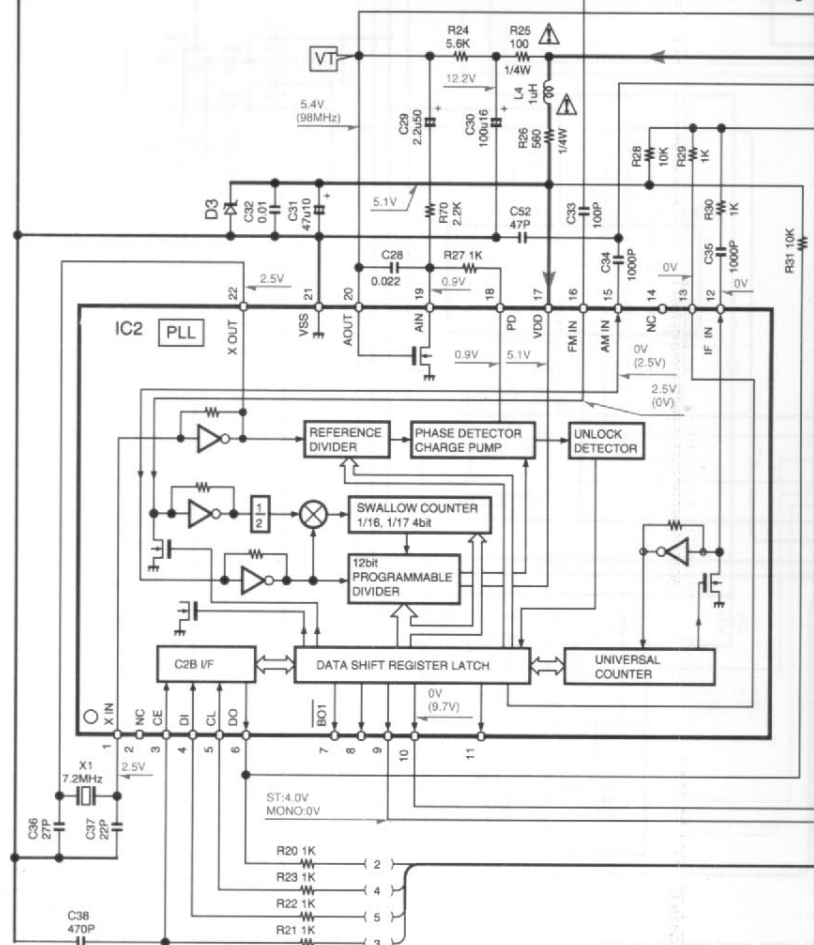 R24
5.6K
R25
100
1/4W
VT
12.2V
5.4V
(98MHz)
C29
2.2u50
C30
100u16
L4
1uH
R26
560
1/4W
R28
10K
R29
1K
D3
C32
0.01
C31
47u10
5.1V
R70
2.2K
C52
47P
C33
100P
R30
1K
C34
1000P
C35
1000P
R31 10K
C28
0.022
R27 1K
2.5V
0.9V
0V
0V
22
21
20
19
18
17
16
15
14
13
12
IC2
PLL
X OUT
VSS
AOUT
AIN
PD
VDD
FM IN
AM IN
NC
IF IN
0.9V
5.1V
0V
(2.5V)
2.5V
(0V)
REFERENCE
DIVIDER
PHASE DETECTOR
CHARGE PUMP
UNLOCK
DETECTOR
1
2
SWALLOW COUNTER
1/16, 1/17 4bit
12bit
PROGRAMMABLE
DIVIDER
C2B I/F
DATA SHIFT REGISTER LATCH
UNIVERSAL
COUNTER
X IN
NC
CE
DI
CL
DO
BO1
0V
(9.7V)
1
2
3
4
5
6
7
8
9
10
11
X1
7.2MHz
2.5V
C36
27P
C37
22P
ST:4.0V
MONO:0V
R20 1K
2
R23 1K
4
R22 1K
5
C38
470P
R21 1K
3